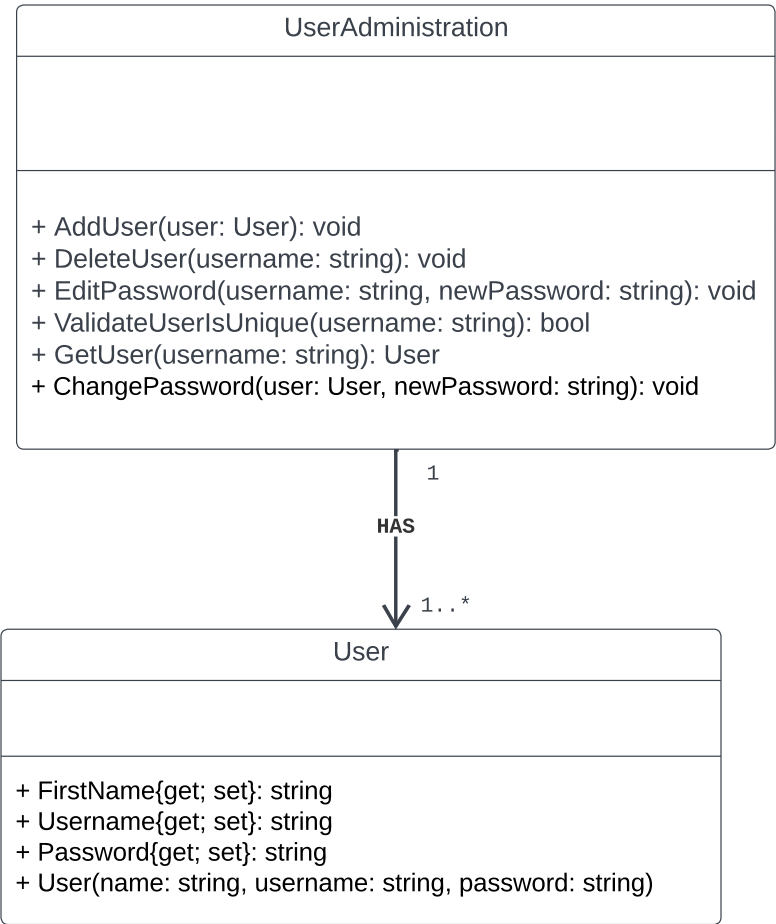 UserAdministration
+ AddUser(user: User): void
+ DeleteUser(username: string): void
+ EditPassword(username: string, newPassword: string): void
+ ValidateUserIsUnique(username: string): bool
+ GetUser(username: string): User
+ ChangePassword(user: User, newPassword: string): void
1
HAS
1..*
User
+ FirstName{get; set}: string
+ Username{get; set}: string
+ Password{get; set}: string
+ User(name: string, username: string, password: string)